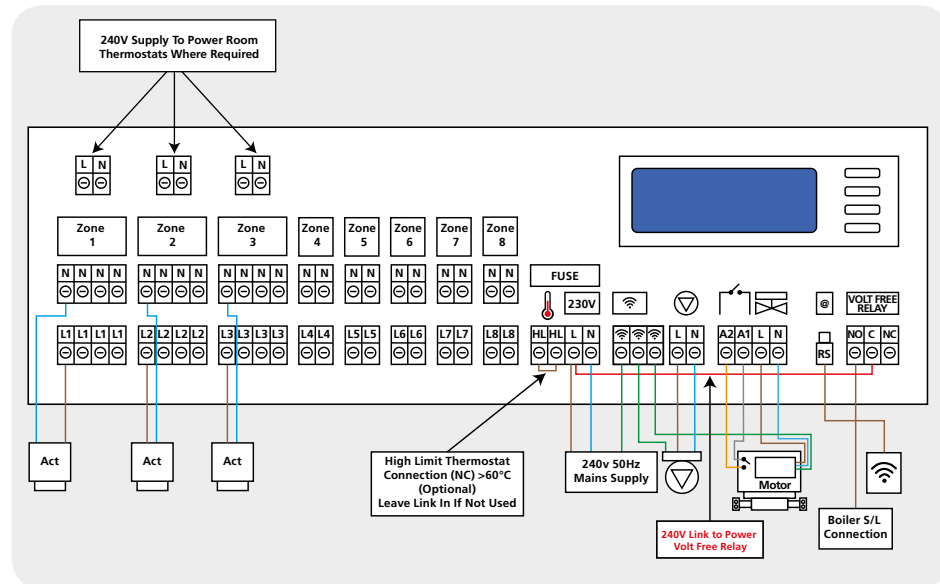 240V Supply To Power Room
Thermostats Where Required
L N
L N
L N
Zone
1
Zone
2
Zone
3
Zone
4
Zone
5
Zone
6
Zone
7
Zone
8
N N N N
N N N N
N N N N
N N
N N
N N
N N
N N
FUSE
230V
@
VOLT FREE
RELAY
L1 L1 L1 L1
L2 L2 L2 L2
L3 L3 L3 L3
L4 L4
L5 L5
L6 L6
L7 L7
L8 L8
HL HL L N
L N
A2 A1 L N
RS
NO C NC
Act
Act
Act
High Limit Thermostat
Connection (NC) >60°C
(Optional)
Leave Link In If Not Used
240v 50Hz
Mains Supply
Motor
240V Link to Power
Volt Free Relay
Boiler S/L
Connection